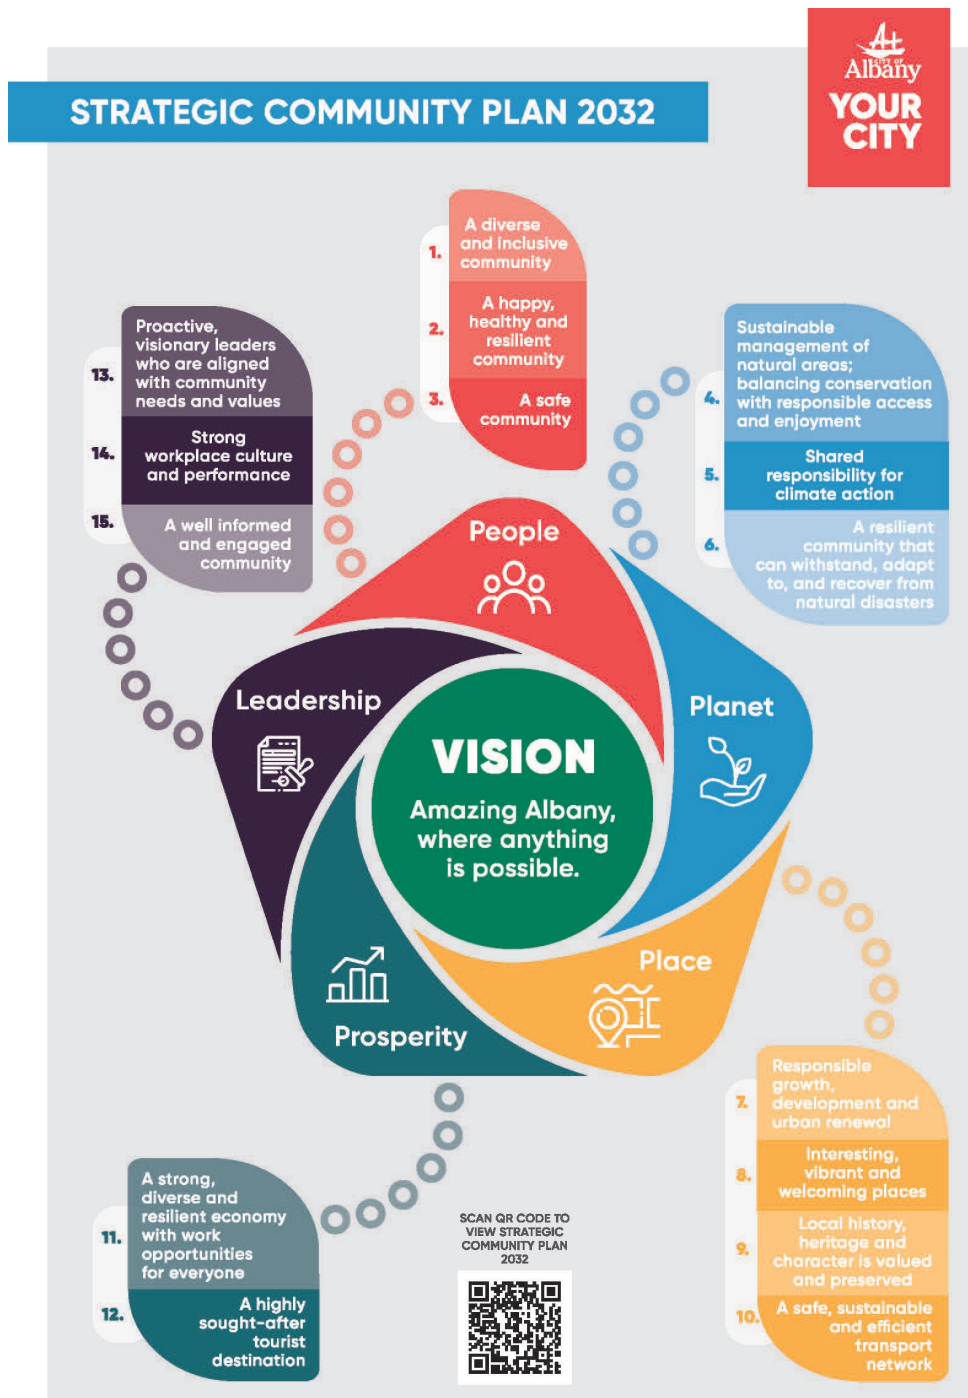 CITY OF
Albany
YOUR
CITY
STRATEGIC COMMUNITY PLAN 2032
1.
A diverse
and inclusive
community
2.
A happy,
healthy and
resilient
community
3.
A safe
community
13.
Proactive,
visionary leaders
who are aligned
with community
needs and values
14.
Strong
workplace culture
and performance
15.
A well informed
and engaged
community
4.
Sustainable
management of
natural areas;
balancing conservation
with responsible access
and enjoyment
5.
Shared
responsibility for
climate action
6.
A resilient
community that
can withstand, adapt
to, and recover from
natural disasters
People
Leadership
Planet
VISION
Amazing Albany,
where anything
is possible.
Place
Prosperity
7.
Responsible
growth,
development and
urban renewal
8.
Interesting,
vibrant and
welcoming places
9.
Local history,
heritage and
character is valued
and preserved
10.
A safe, sustainable
and efficient
transport
network
11.
A strong,
diverse and
resilient economy
with work
opportunities
for everyone
12.
A highly
sought-after
tourist
destination
SCAN QR CODE TO
VIEW STRATEGIC
COMMUNITY PLAN
2032